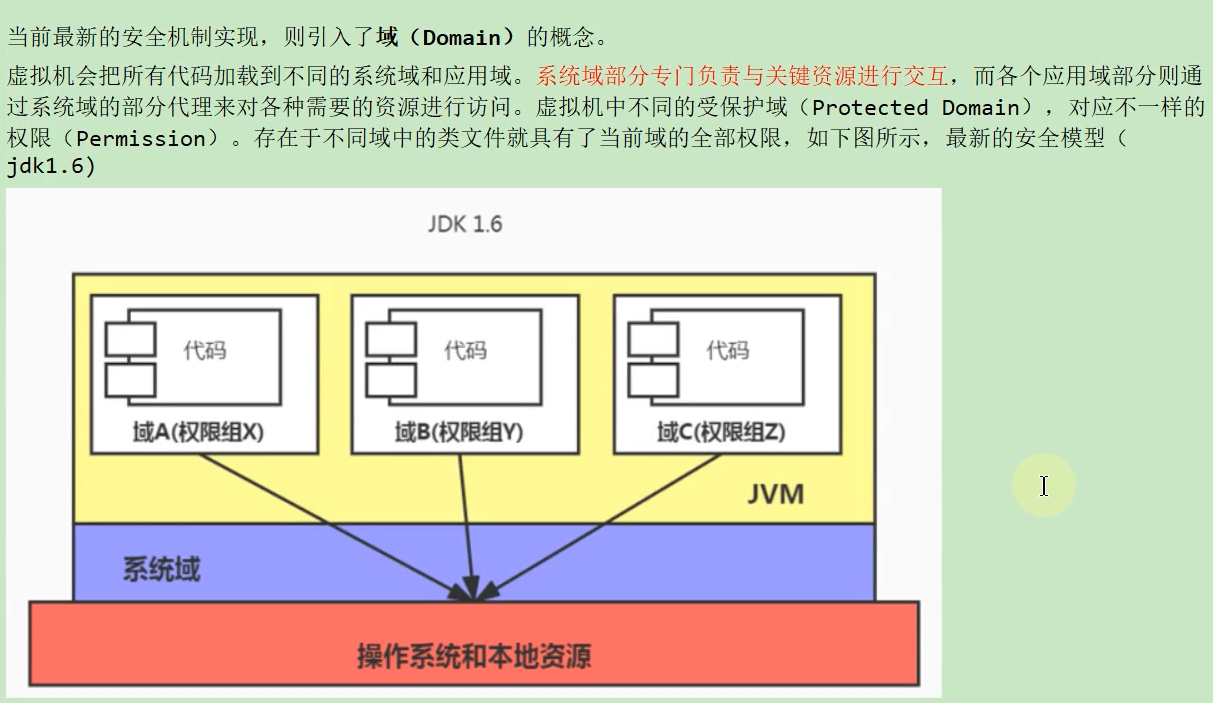 当前最新的安全机制实现，则引入了域（Domain）的概念。
虚拟机会把所有代码加载到不同的系统域和应用域。系统域部分专门负责与关键资源进行交互，而各个应用域部分则通
过系统域的部分代理来对各种需要的资源进行访问。虚拟机中不同的受保护域（Protected Domain），对应不一样的
权限（Permission）。存在于不同域中的类文件就具有了当前域的全部权限，如下图所示，最新的安全模型（
jdk1.6)
JDK 1.6
代码
代码
代码
域A(权限组X)
域B(权限组Y)
域C(权限组Z)
JVM
系统域
操作系统和本地资源